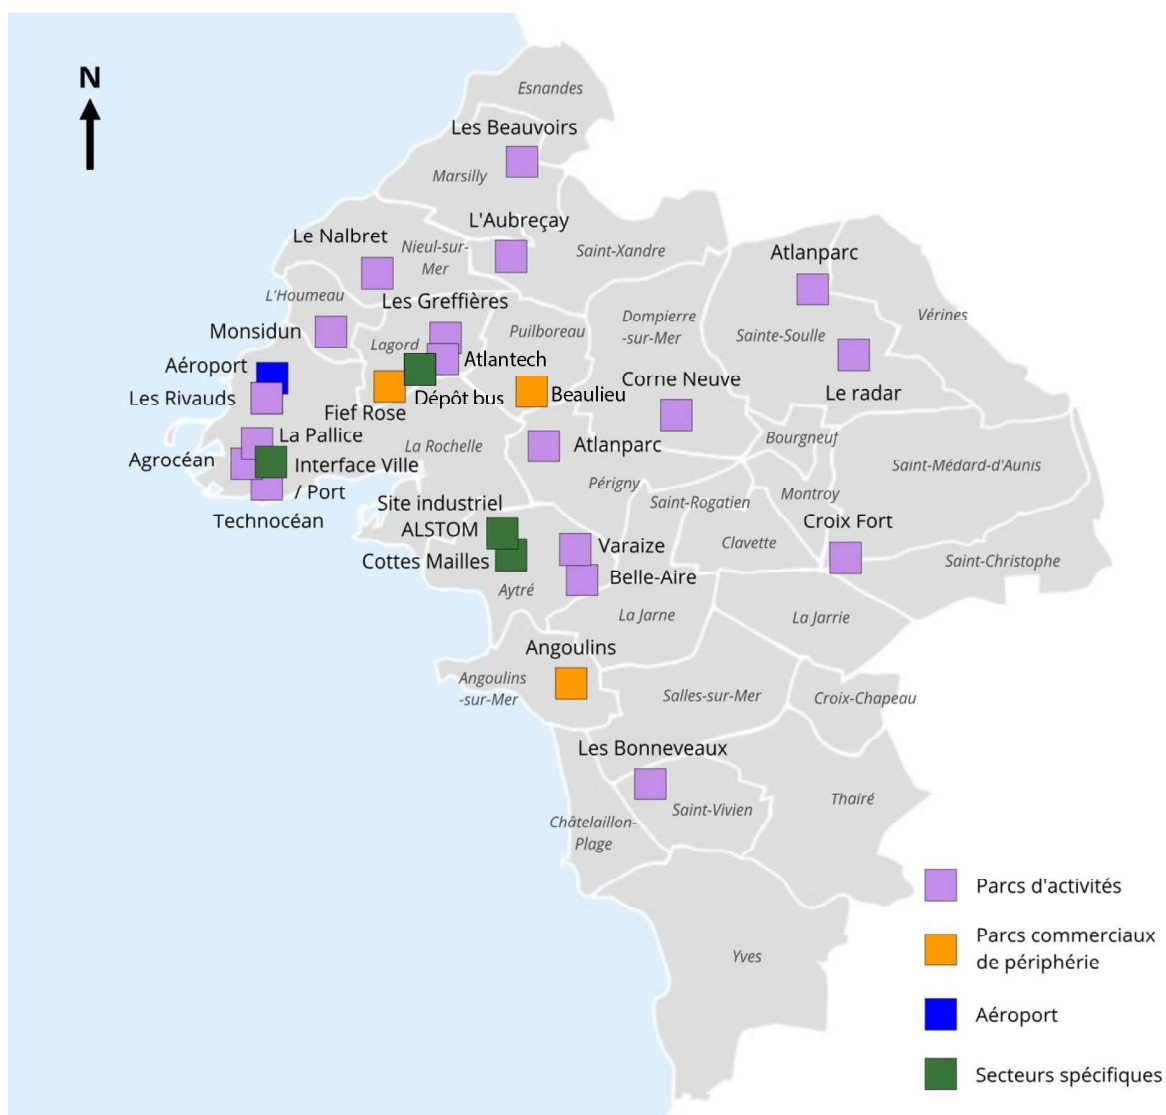 N
Esnandes
Les Beauvoirs
Marsilly
L'Aubreçay
Le Nalbret
Nieul-sur-
Mer
Saint-Xandre
Atlanparc
L'Houmeau
Les Greffières
Vérines
Monsidun
Lagord
Puilboreau
Dompierre
-sur-Mer
Sainte-Soulle
Aéroport
Atlantech
Les Rivauds
Dépôt bus
Beaulieu
Corne Neuve
Le radar
Fief Rose
La Pallice
La Rochelle
Atlanparc
Bourgneuf
Agrocéan
Interface Ville
/ Port
Saint-Médard-d'Aunis
Périgny
Saint-Rogatien
Montroy
Technocéan
Site industriel
ALSTOM
Croix Fort
Cottes Mailles
Varaize
Clavette
Saint-Christophe
Aytré
Belle-Aire
La Jarne
La Jarrie
Angoulins
Angoulins
-sur-Mer
Salles-sur-Mer
Croix-Chapeau
Les Bonneveaux
Saint-Vivien
Thairé
Châtelaillon-
Plage
Yves
Parcs d'activités
Parcs commerciaux
de périphérie
Aéroport
Secteurs spécifiques